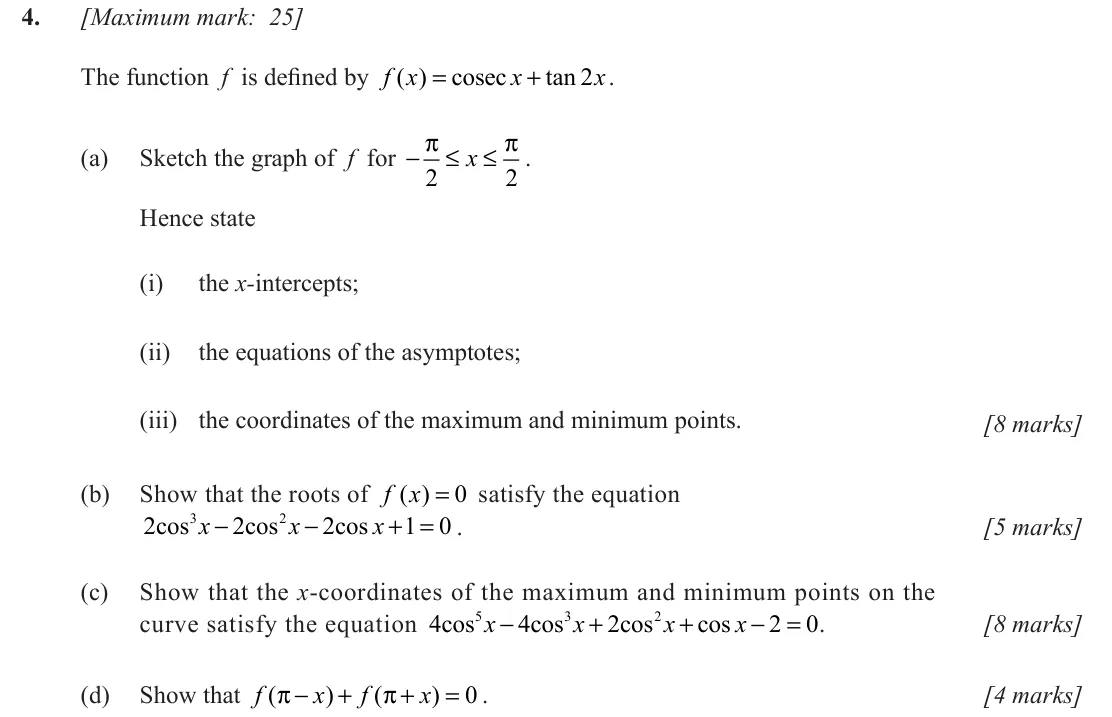 4. [Maximum mark: 25]
The function f is defined by f(x) = cosec x + tan 2x.
(a) Sketch the graph of f for −π/2 ≤ x ≤ π/2.
Hence state
(i) the x-intercepts;
(ii) the equations of the asymptotes;
(iii) the coordinates of the maximum and minimum points. [8 marks]
(b) Show that the roots of f(x) = 0 satisfy the equation
2cos³x − 2cos²x − 2cos x + 1 = 0. [5 marks]
(c) Show that the x-coordinates of the maximum and minimum points on the
curve satisfy the equation 4cos⁵x − 4cos³x + 2cos²x + cos x − 2 = 0. [8 marks]
(d) Show that f(π − x) + f(π + x) = 0. [4 marks]